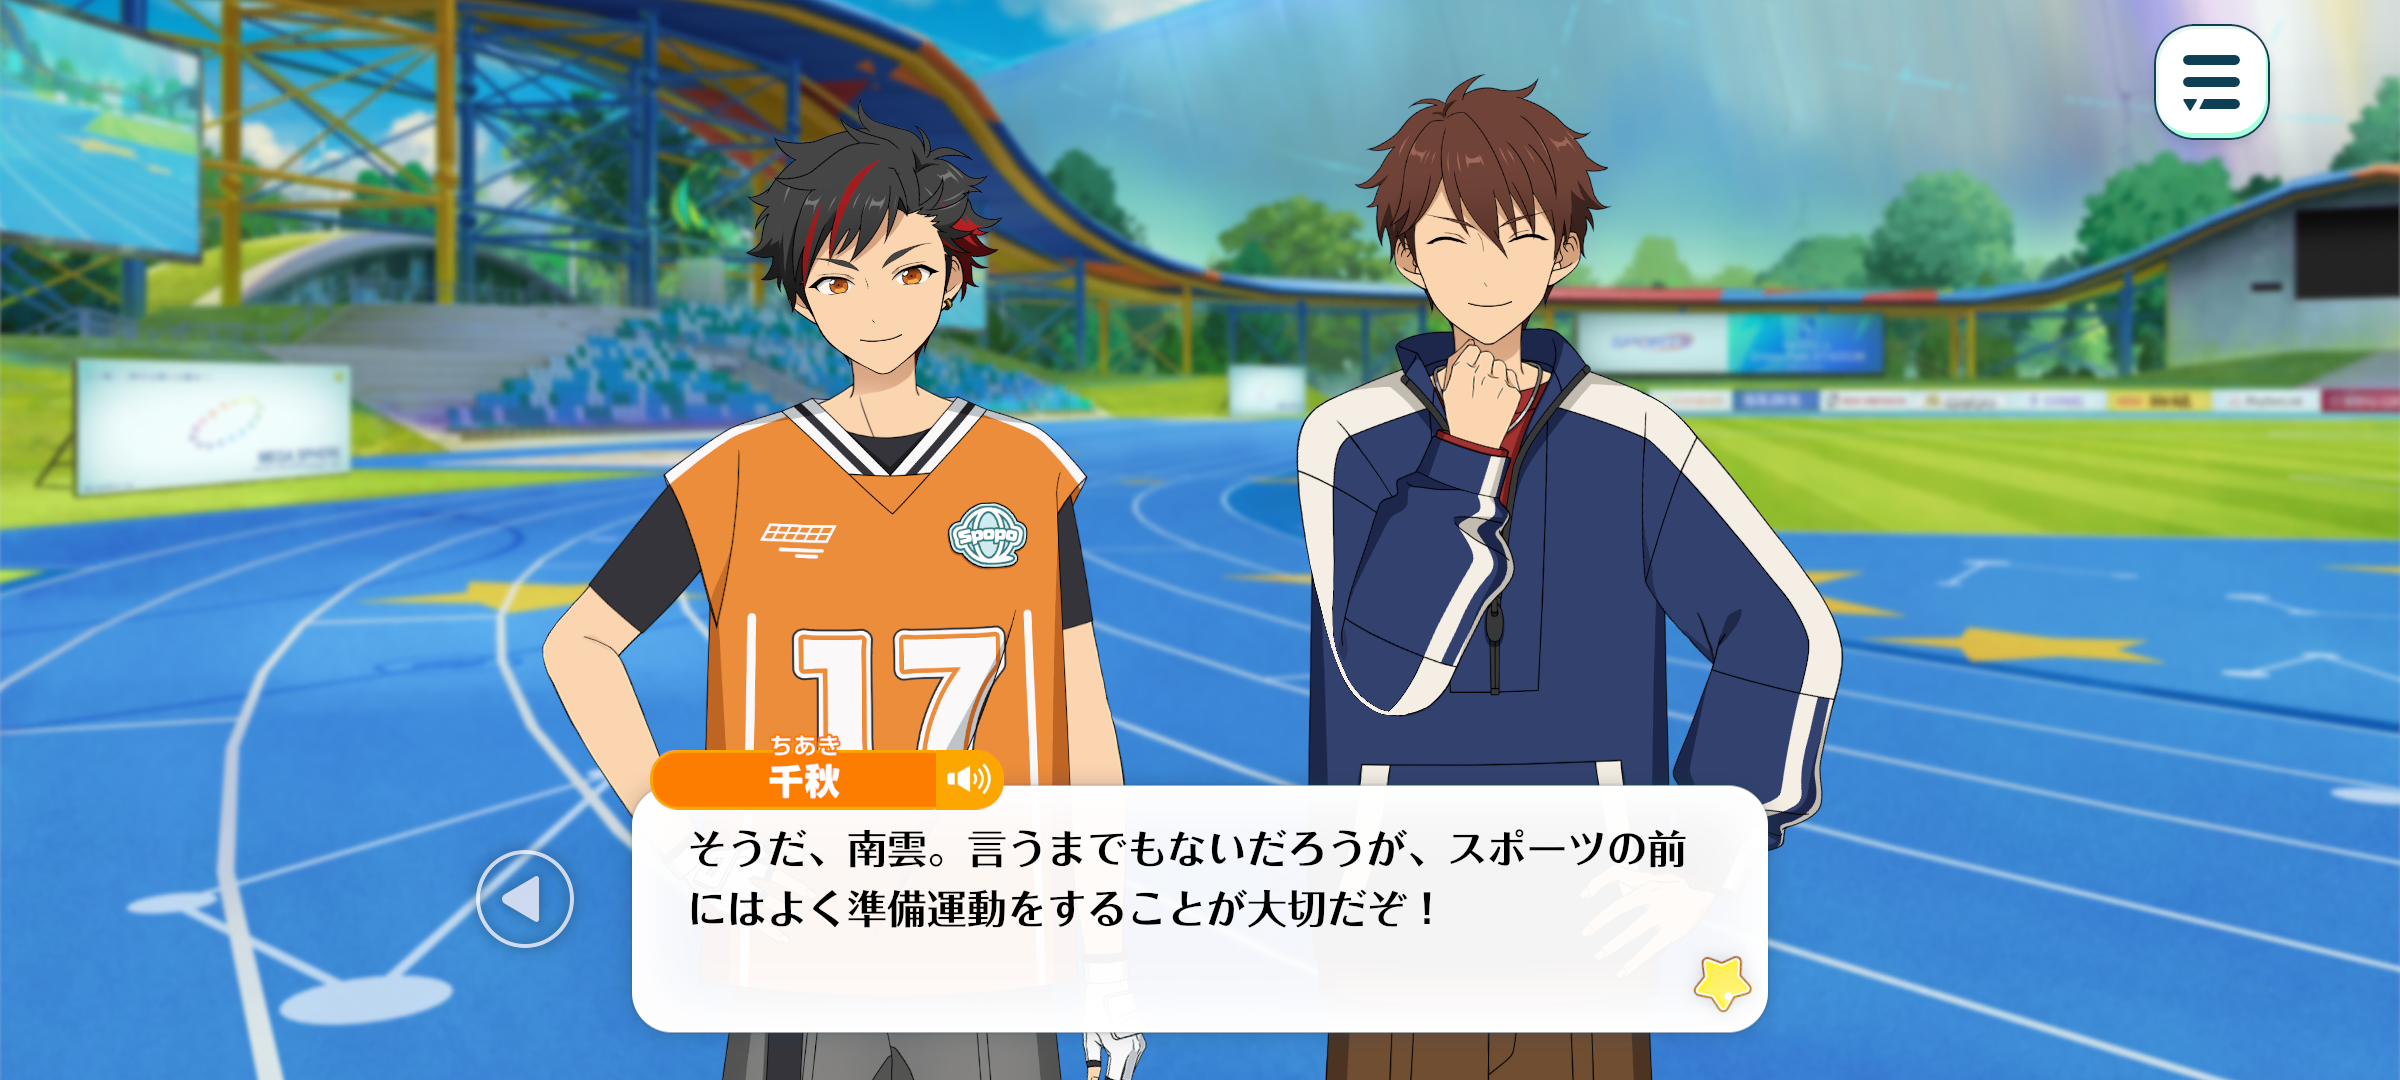 Spopo
17
ちあき
千秋
そうだ、南雲。言うまでもないだろうが、スポーツの前
にはよく準備運動をすることが大切だぞ！